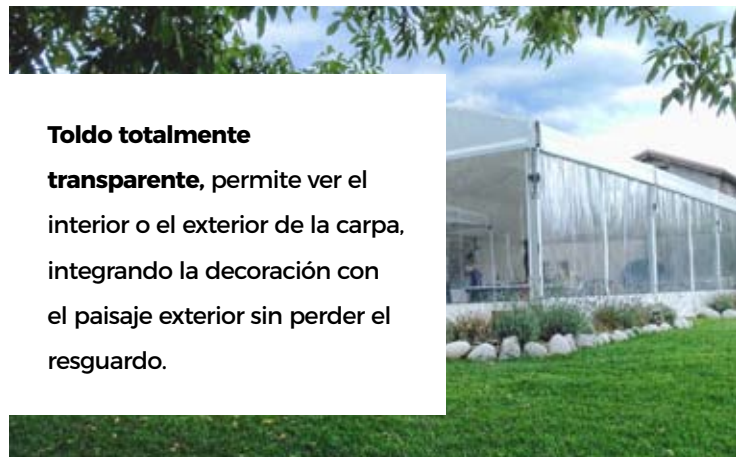 Toldo totalmente
transparente, permite ver el
interior o el exterior de la carpa,
integrando la decoración con
el paisaje exterior sin perder el
resguardo.